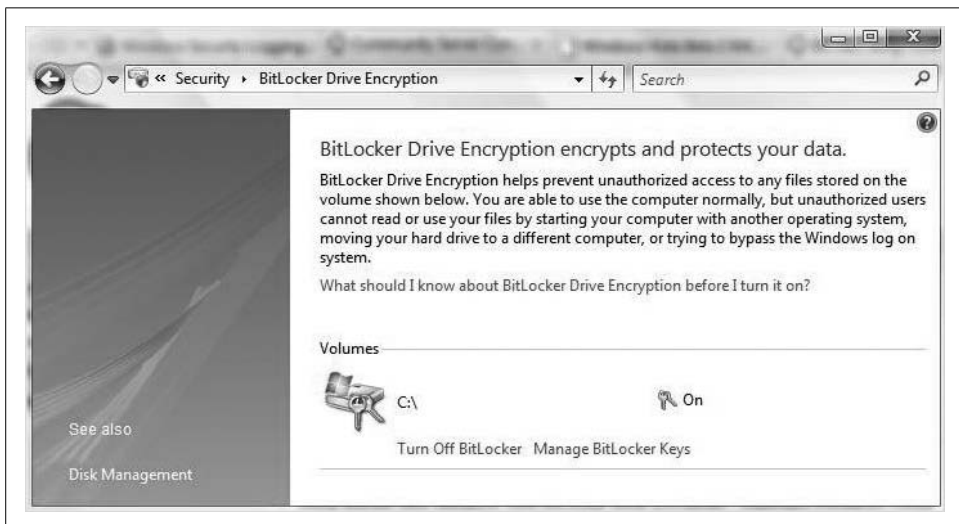 « Security ▸ BitLocker Drive Encryption
Search
BitLocker Drive Encryption encrypts and protects your data.
BitLocker Drive Encryption helps prevent unauthorized access to any files stored on the
volume shown below. You are able to use the computer normally, but unauthorized users
cannot read or use your files by starting your computer with another operating system,
moving your hard drive to a different computer, or trying to bypass the Windows log on
system.
What should I know about BitLocker Drive Encryption before I turn it on?
Volumes
C:\
On
Turn Off BitLocker Manage BitLocker Keys
See also
Disk Management